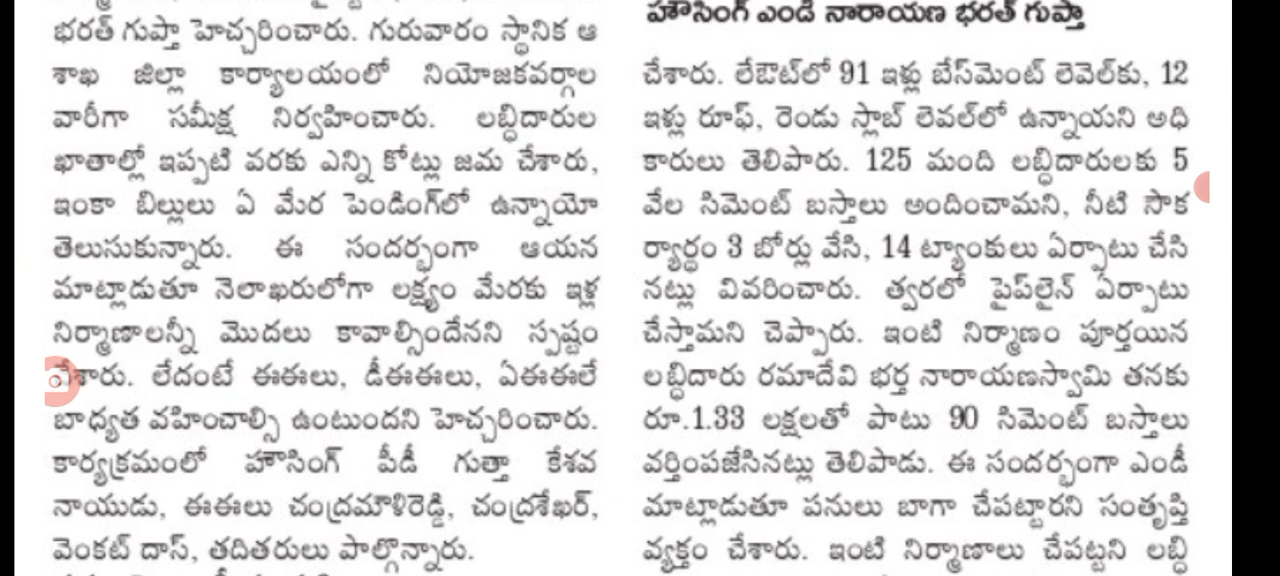 భరత్ గుప్తా హెచ్చరించారు. గురువారం స్థానిక ఆ
శాఖ జిల్లా కార్యాలయంలో నియోజకవర్గాల
వారీగా సమీక్ష నిర్వహించారు. లబ్ధిదారుల
ఖాతాల్లో ఇప్పటి వరకు ఎన్ని కోట్లు జమ చేశారు,
ఇంకా బిల్లులు ఏ మేర పెండింగ్‌లో ఉన్నాయో
తెలుసుకున్నారు. ఈ సందర్భంగా ఆయన
మాట్లాడుతూ నెలాఖరులోగా లక్ష్యం మేరకు ఇళ్ల
నిర్మాణాలన్నీ మొదలు కావాల్సిందేనని స్పష్టం
చేశారు. లేదంటే ఈఈలు, డీఈఈలు, ఏఈఈలే
బాధ్యత వహించాల్సి ఉంటుందని హెచ్చరించారు.
కార్యక్రమంలో హౌసింగ్ పీడీ గుత్తా కేశవ
నాయుడు, ఈఈలు చంద్రమౌళిరెడ్డి, చంద్రశేఖర్,
వెంకట్ దాస్, తదితరులు పాల్గొన్నారు.
హౌసింగ్ ఎండీ నారాయణ భరత్ గుప్తా
చేశారు. లేఔట్‌లో 91 ఇళ్లు బేస్‌మెంట్ లెవెల్‌కు, 12
ఇళ్లు రూఫ్, రెండు స్లాబ్ లెవల్‌లో ఉన్నాయని అధి
కారులు తెలిపారు. 125 మంది లబ్ధిదారులకు 5
వేల సిమెంట్ బస్తాలు అందించామని, నీటి సౌక
ర్యార్థం 3 బోర్లు వేసి, 14 ట్యాంకులు ఏర్పాటు చేసి
నట్లు వివరించారు. త్వరలో పైప్‌లైన్ ఏర్పాటు
చేస్తామని చెప్పారు. ఇంటి నిర్మాణం పూర్తయిన
లబ్ధిదారు రమాదేవి భర్త నారాయణస్వామి తనకు
రూ.1.33 లక్షలతో పాటు 90 సిమెంట్ బస్తాలు
వర్తింపజేసినట్లు తెలిపాడు. ఈ సందర్భంగా ఎండీ
మాట్లాడుతూ పనులు బాగా చేపట్టారని సంతృప్తి
వ్యక్తం చేశారు. ఇంటి నిర్మాణాలు చేపట్టని లబ్ధి